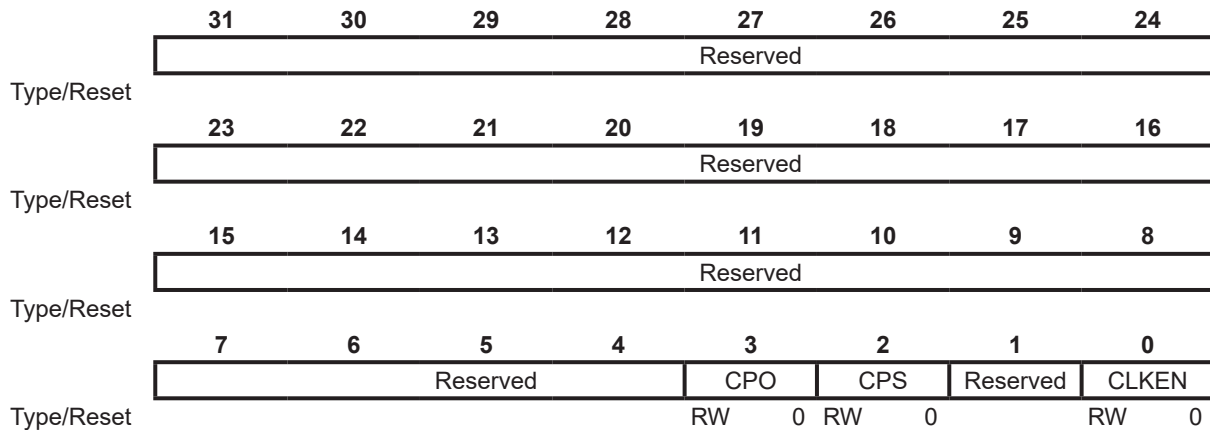 31 30 29 28 27 26 25 24
Reserved
Type/Reset
23 22 21 20 19 18 17 16
Reserved
Type/Reset
15 14 13 12 11 10 9 8
Reserved
Type/Reset
7 6 5 4 3 2 1 0
Reserved CPO CPS Reserved CLKEN
Type/Reset RW 0 RW 0 RW 0